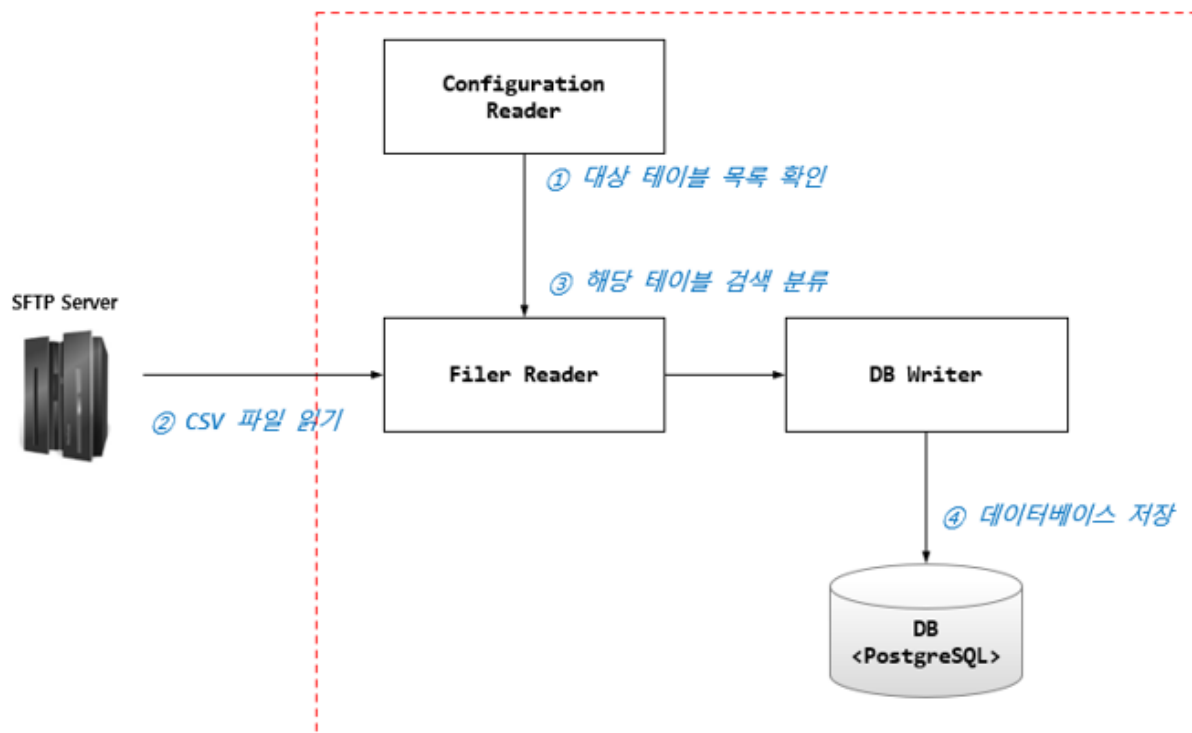 Configuration
Reader
① 대상 테이블 목록 확인
③ 해당 테이블 검색 분류
SFTP Server
Filer Reader
DB Writer
② CSV 파일 읽기
④ 데이터베이스 저장
DB
<PostgreSQL>